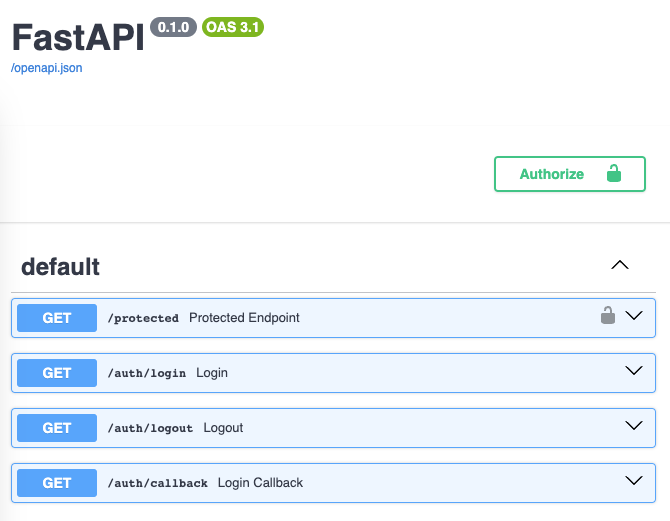 FastAPI 0.1.0 OAS 3.1
/openapi.json
Authorize
default
GET /protected Protected Endpoint
GET /auth/login Login
GET /auth/logout Logout
GET /auth/callback Login Callback